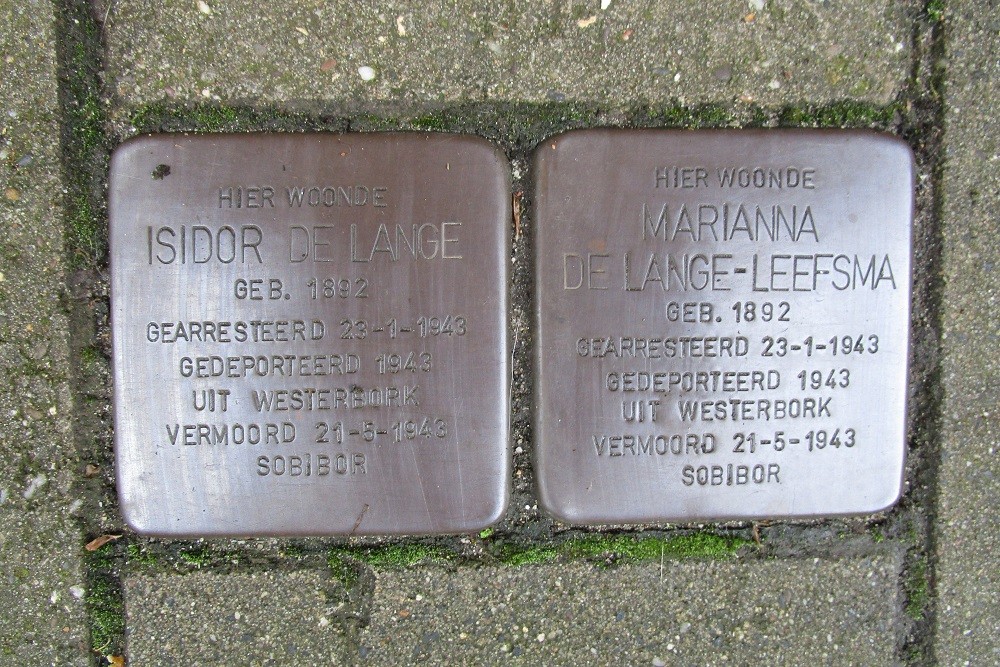 HIER WOONDE
ISIDOR DE LANGE
GEB. 1892
GEARRESTEERD 23-1-1943
GEDEPORTEERD 1943
UIT WESTERBORK
VERMOORD 21-5-1943
SOBIBOR
HIER WOONDE
MARIANNA
DE LANGE-LEEFSMA
GEB. 1892
GEARRESTEERD 23-1-1943
GEDEPORTEERD 1943
UIT WESTERBORK
VERMOORD 21-5-1943
SOBIBOR